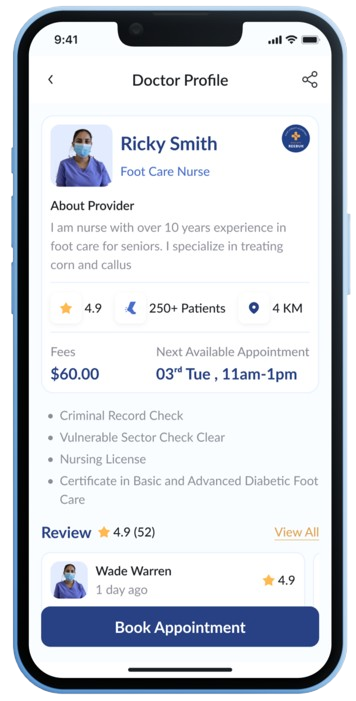 9:41
Doctor Profile
Ricky Smith
Foot Care Nurse
About Provider
I am nurse with over 10 years experience in
foot care for seniors. I specialize in treating
corn and callus
4.9
250+ Patients
4 KM
Fees
Next Available Appointment
$60.00
03rd Tue , 11am-1pm
Criminal Record Check
Vulnerable Sector Check Clear
Nursing License
Certificate in Basic and Advanced Diabetic Foot
Care
Review 4.9 (52)
View All
Wade Warren
1 day ago
4.9
Book Appointment